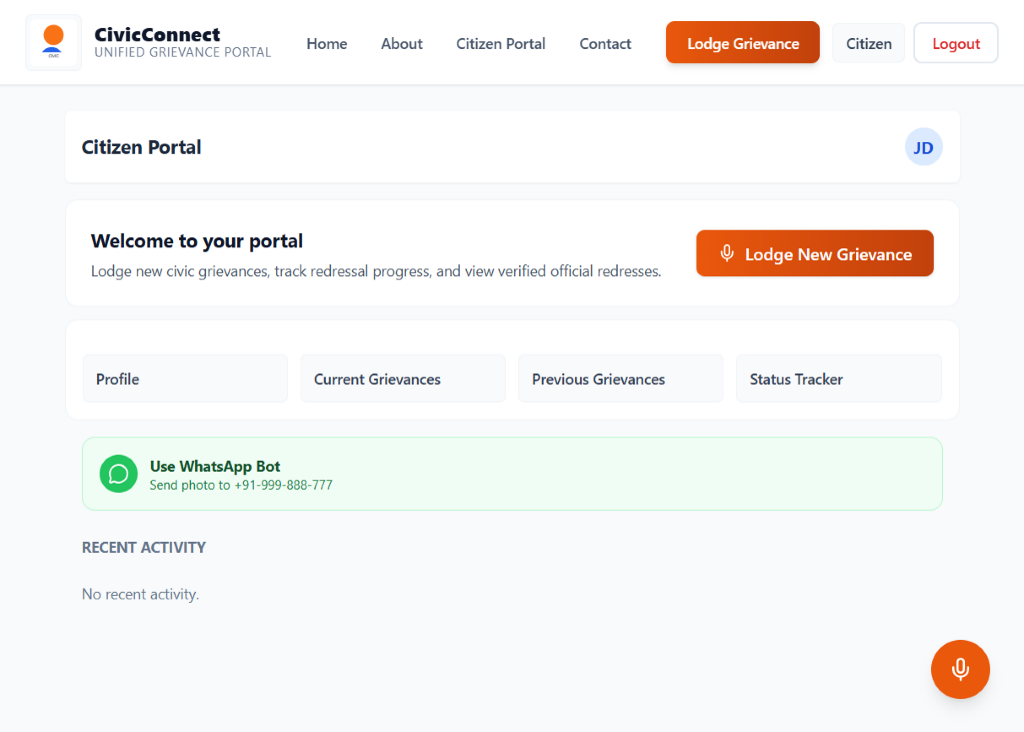 CivicConnect
UNIFIED GRIEVANCE PORTAL
Home
About
Citizen Portal
Contact
Lodge Grievance
Citizen
Logout
Citizen Portal
JD
Welcome to your portal
Lodge new civic grievances, track redressal progress, and view verified official redresses.
Lodge New Grievance
Profile
Current Grievances
Previous Grievances
Status Tracker
Use WhatsApp Bot
Send photo to +91-999-888-777
RECENT ACTIVITY
No recent activity.